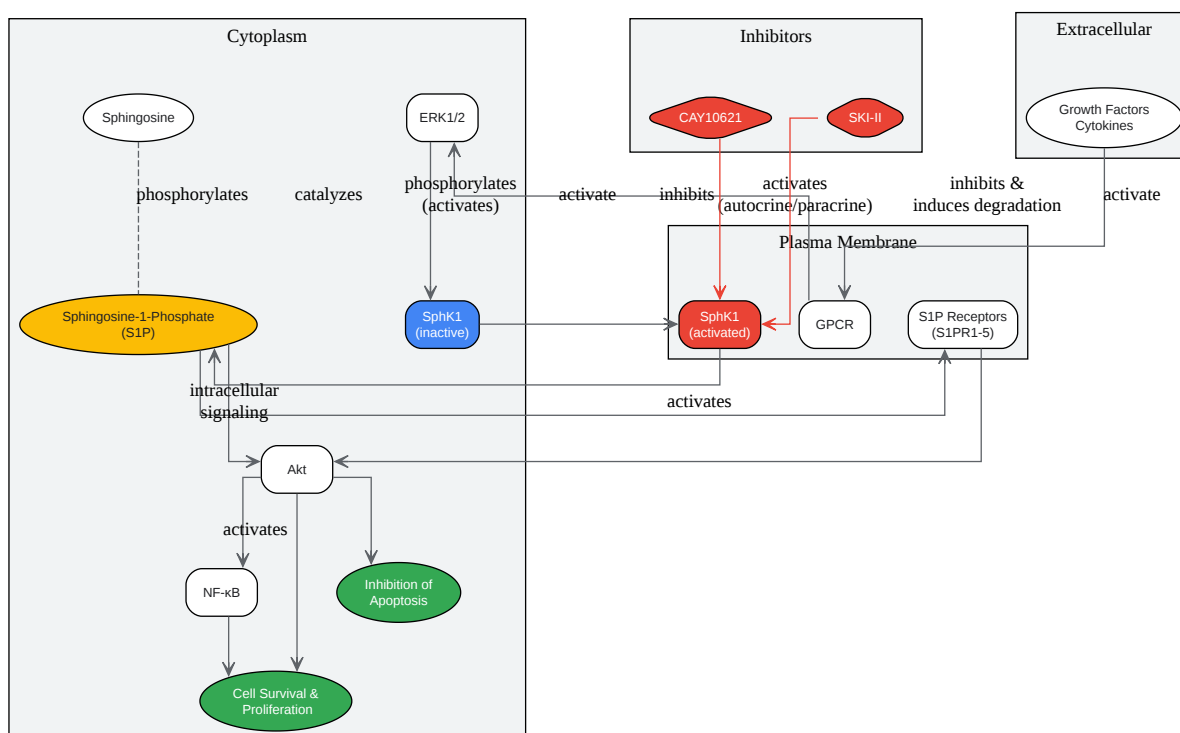 Cytoplasm
Inhibitors
Extracellular
Sphingosine
ERK1/2
CAY10621
SKI-II
Growth Factors
Cytokines
phosphorylates
catalyzes
phosphorylates
(activates)
activate
inhibits
activates
(autocrine/paracrine)
inhibits &
induces degradation
activate
Plasma Membrane
Sphingosine-1-Phosphate
(S1P)
SphK1
(inactive)
SphK1
(activated)
GPCR
S1P Receptors
(S1PR1-5)
intracellular
signaling
activates
Akt
activates
NF-κB
Inhibition of
Apoptosis
Cell Survival &
Proliferation